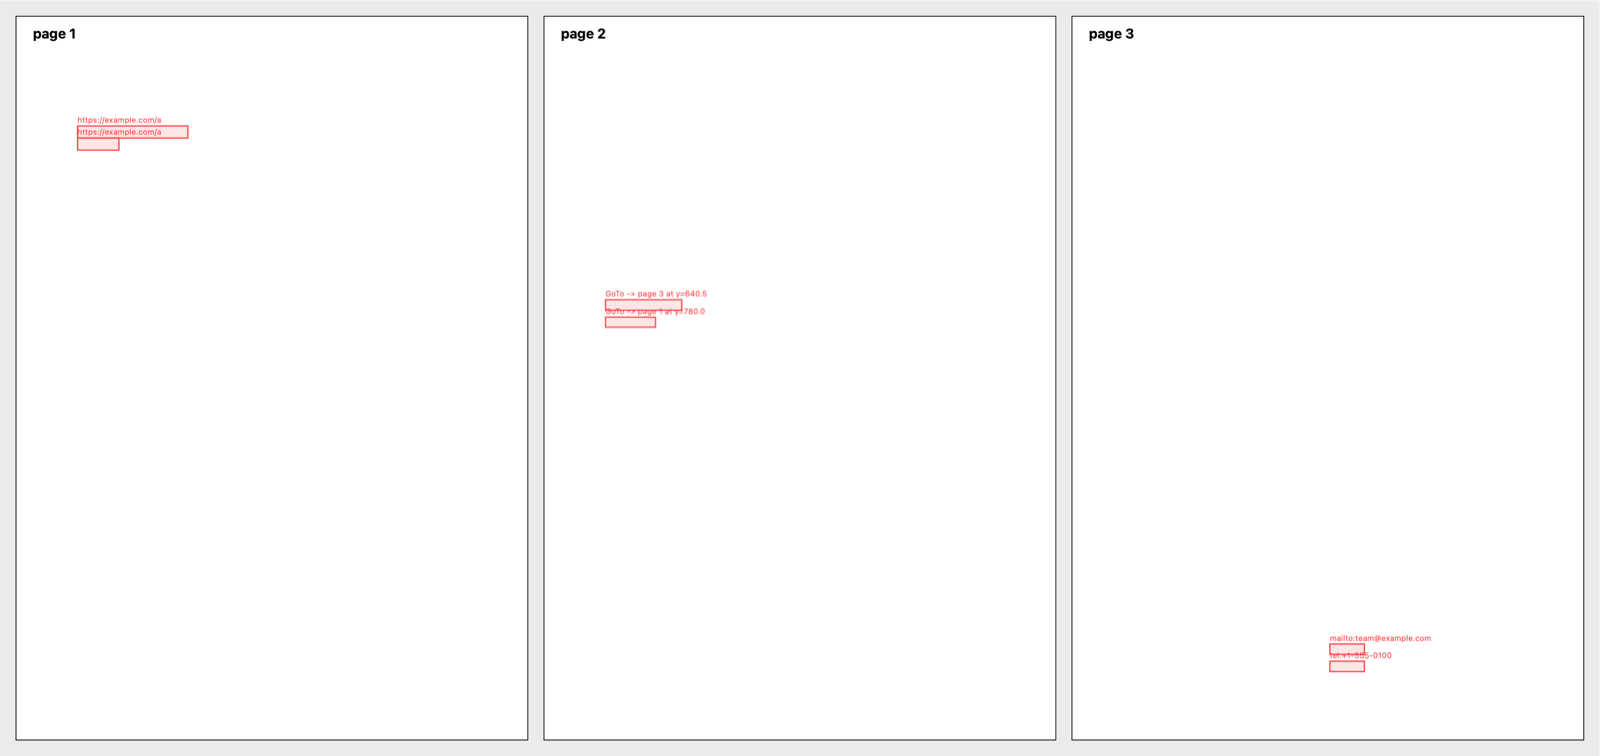 page 1
https://example.com/a
https://example.com/a
page 2
GoTo -> page 3 at y=640.5
GoTo -> page 1 at y=780.0
page 3
mailto:team@example.com
tel:+1-555-0100